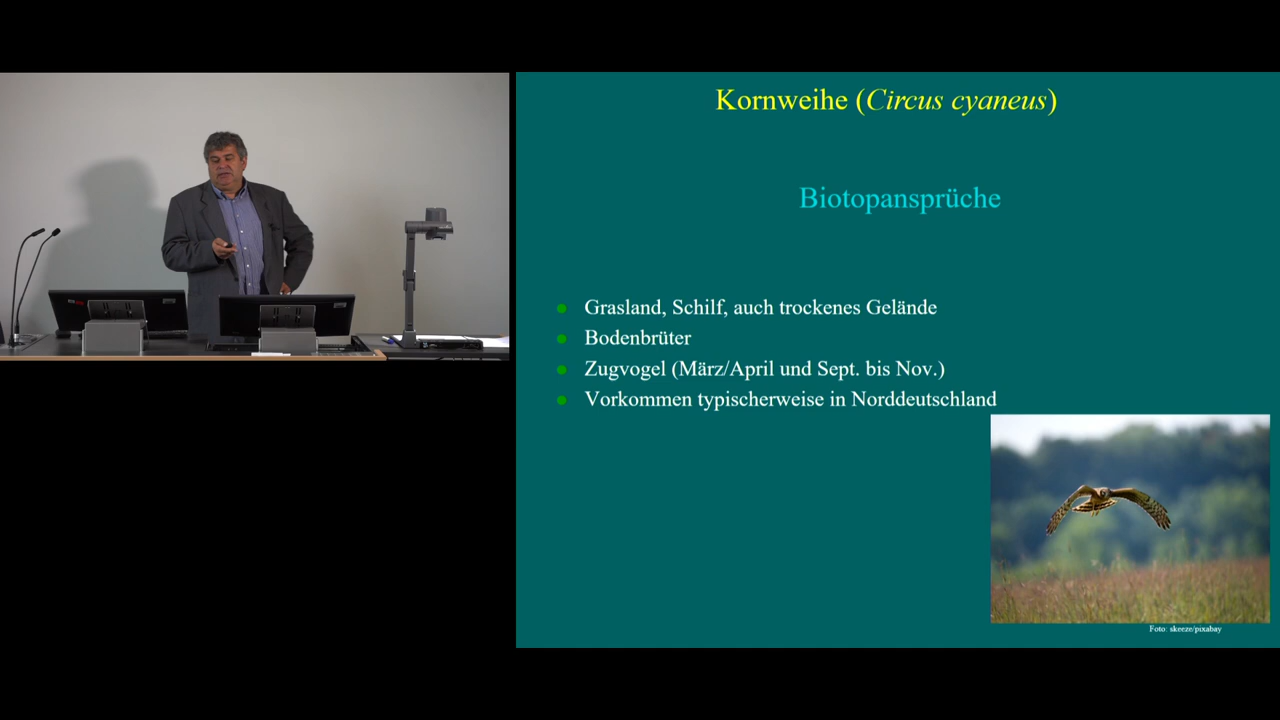 Kornweihe (Circus cyaneus)
Biotopansprüche
Grasland, Schilf, auch trockenes Gelände
Bodenbrüter
Zugvogel (März/April und Sept. bis Nov.)
Vorkommen typischerweise in Norddeutschland
Foto: skeeze/pixabay